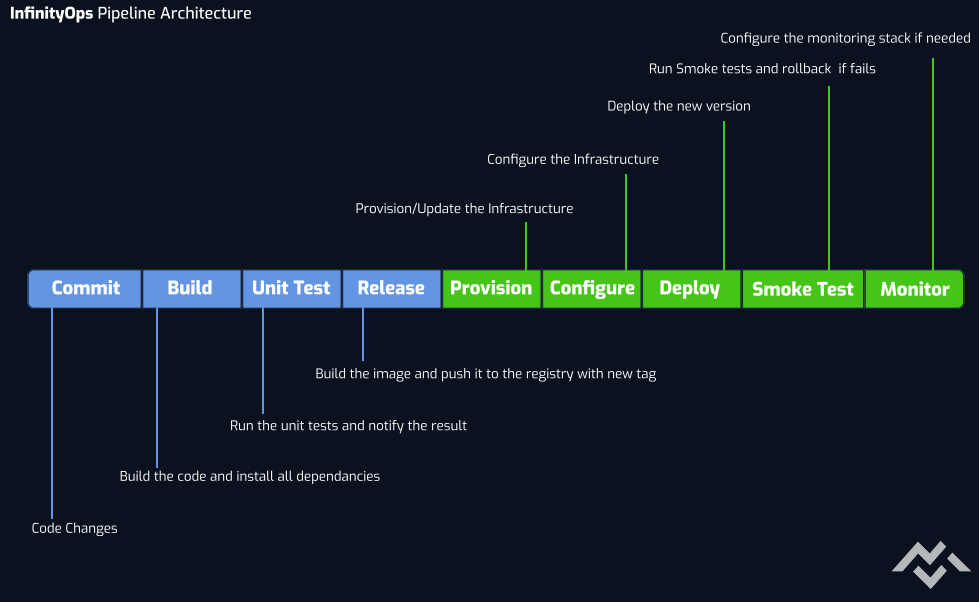 InfinityOps Pipeline Architecture
Configure the monitoring stack if needed
Run Smoke tests and rollback if fails
Deploy the new version
Configure the Infrastructure
Provision/Update the Infrastructure
Commit Build Unit Test Release Provision Configure Deploy Smoke Test Monitor
Build the image and push it to the registry with new tag
Run the unit tests and notify the result
Build the code and install all dependancies
Code Changes